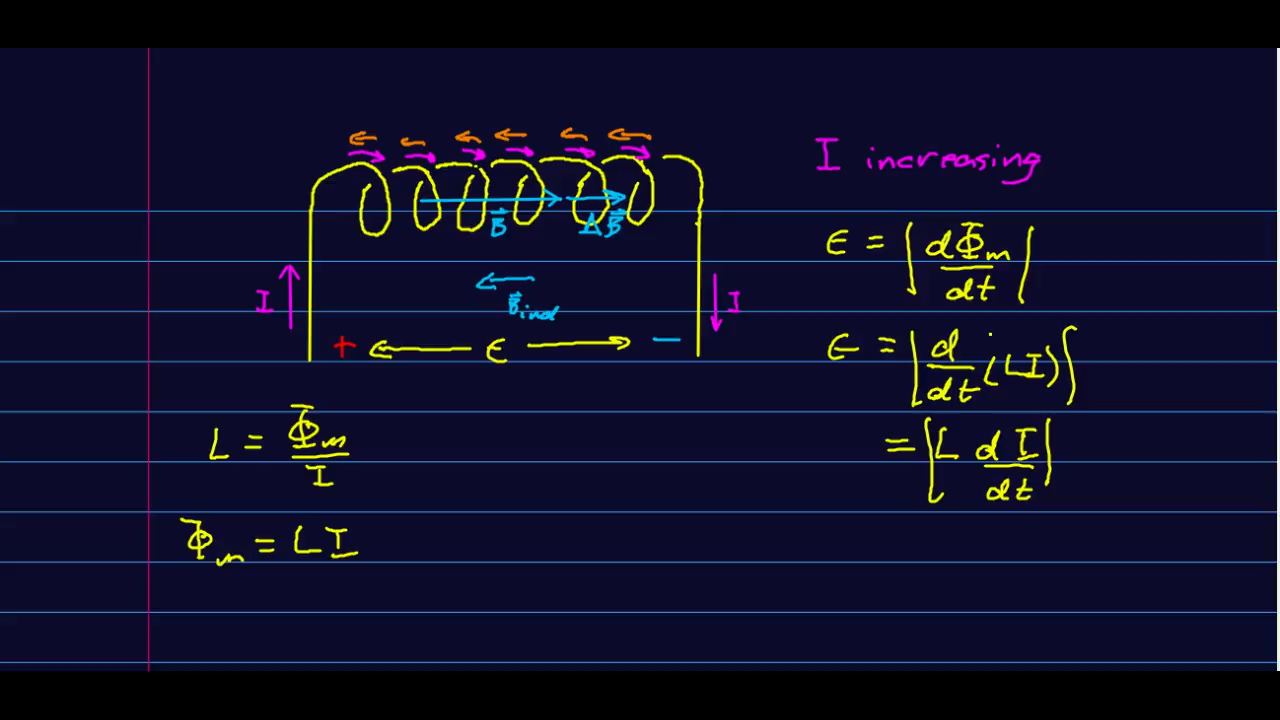 I increasing
B⃗ ΔB⃗
ε = |dΦₘ/dt|
I B⃗ind I
+ ε −
ε = |d/dt (LI)|
L = Φₘ/I
= |L dI/dt|
Φₘ = LI